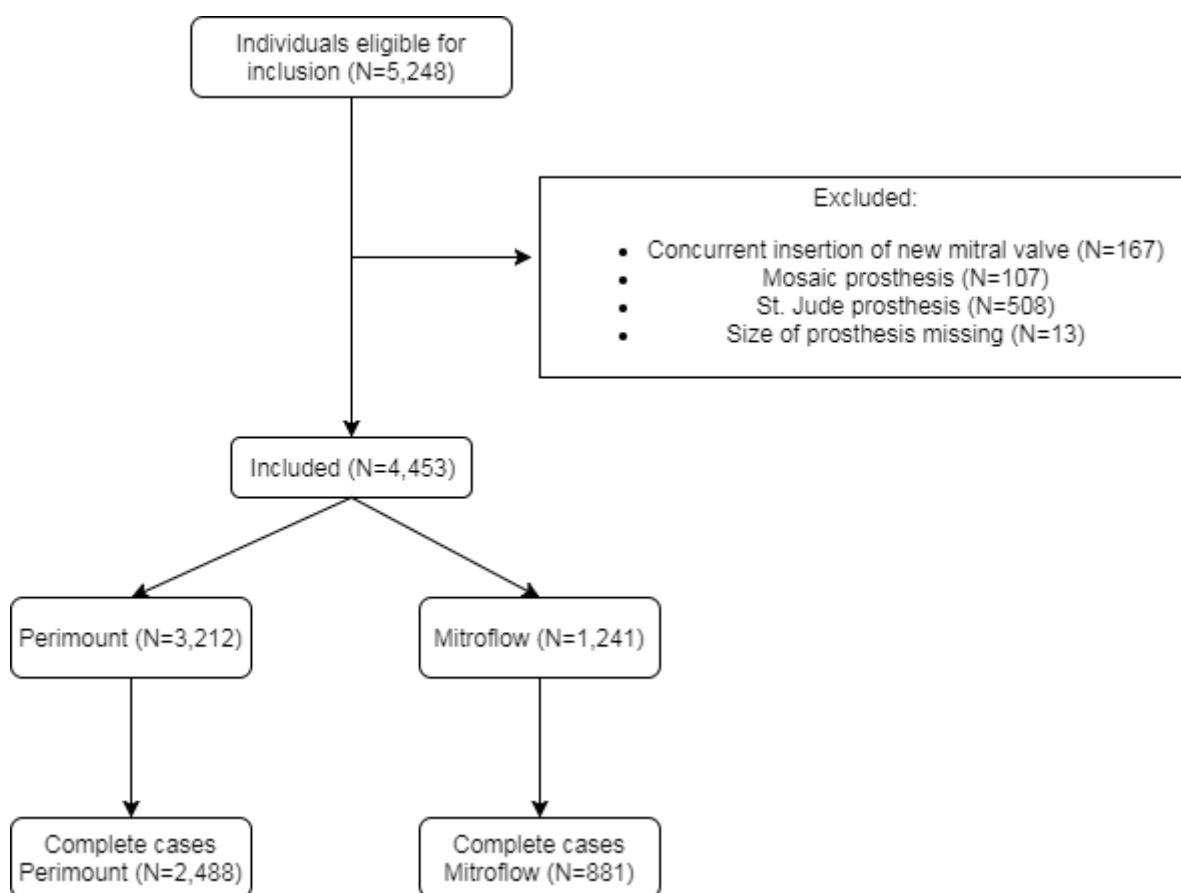 Individuals eligible for
inclusion (N=5,248)
Excluded:
• Concurrent insertion of new mitral valve (N=167)
• Mosaic prosthesis (N=107)
• St. Jude prosthesis (N=508)
• Size of prosthesis missing (N=13)
Included (N=4,453)
Perimount (N=3,212)
Mitroflow (N=1,241)
Complete cases
Perimount (N=2,488)
Complete cases
Mitroflow (N=881)